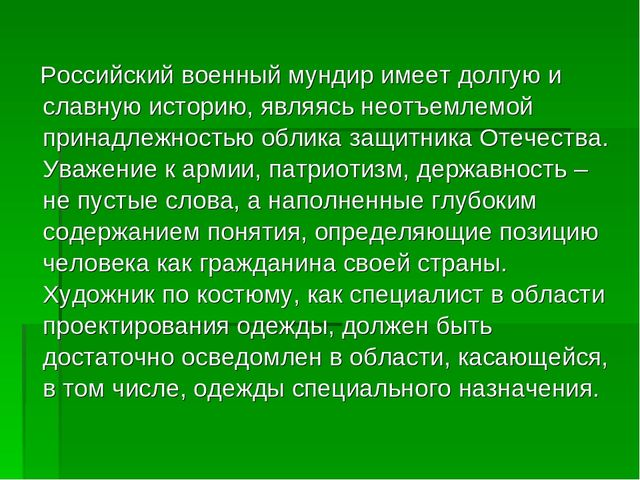 Российский военный мундир имеет долгую и
славную историю, являясь неотъемлемой
принадлежностью облика защитника Отечества.
Уважение к армии, патриотизм, державность –
не пустые слова, а наполненные глубоким
содержанием понятия, определяющие позицию
человека как гражданина своей страны.
Художник по костюму, как специалист в области
проектирования одежды, должен быть
достаточно осведомлен в области, касающейся,
в том числе, одежды специального назначения.